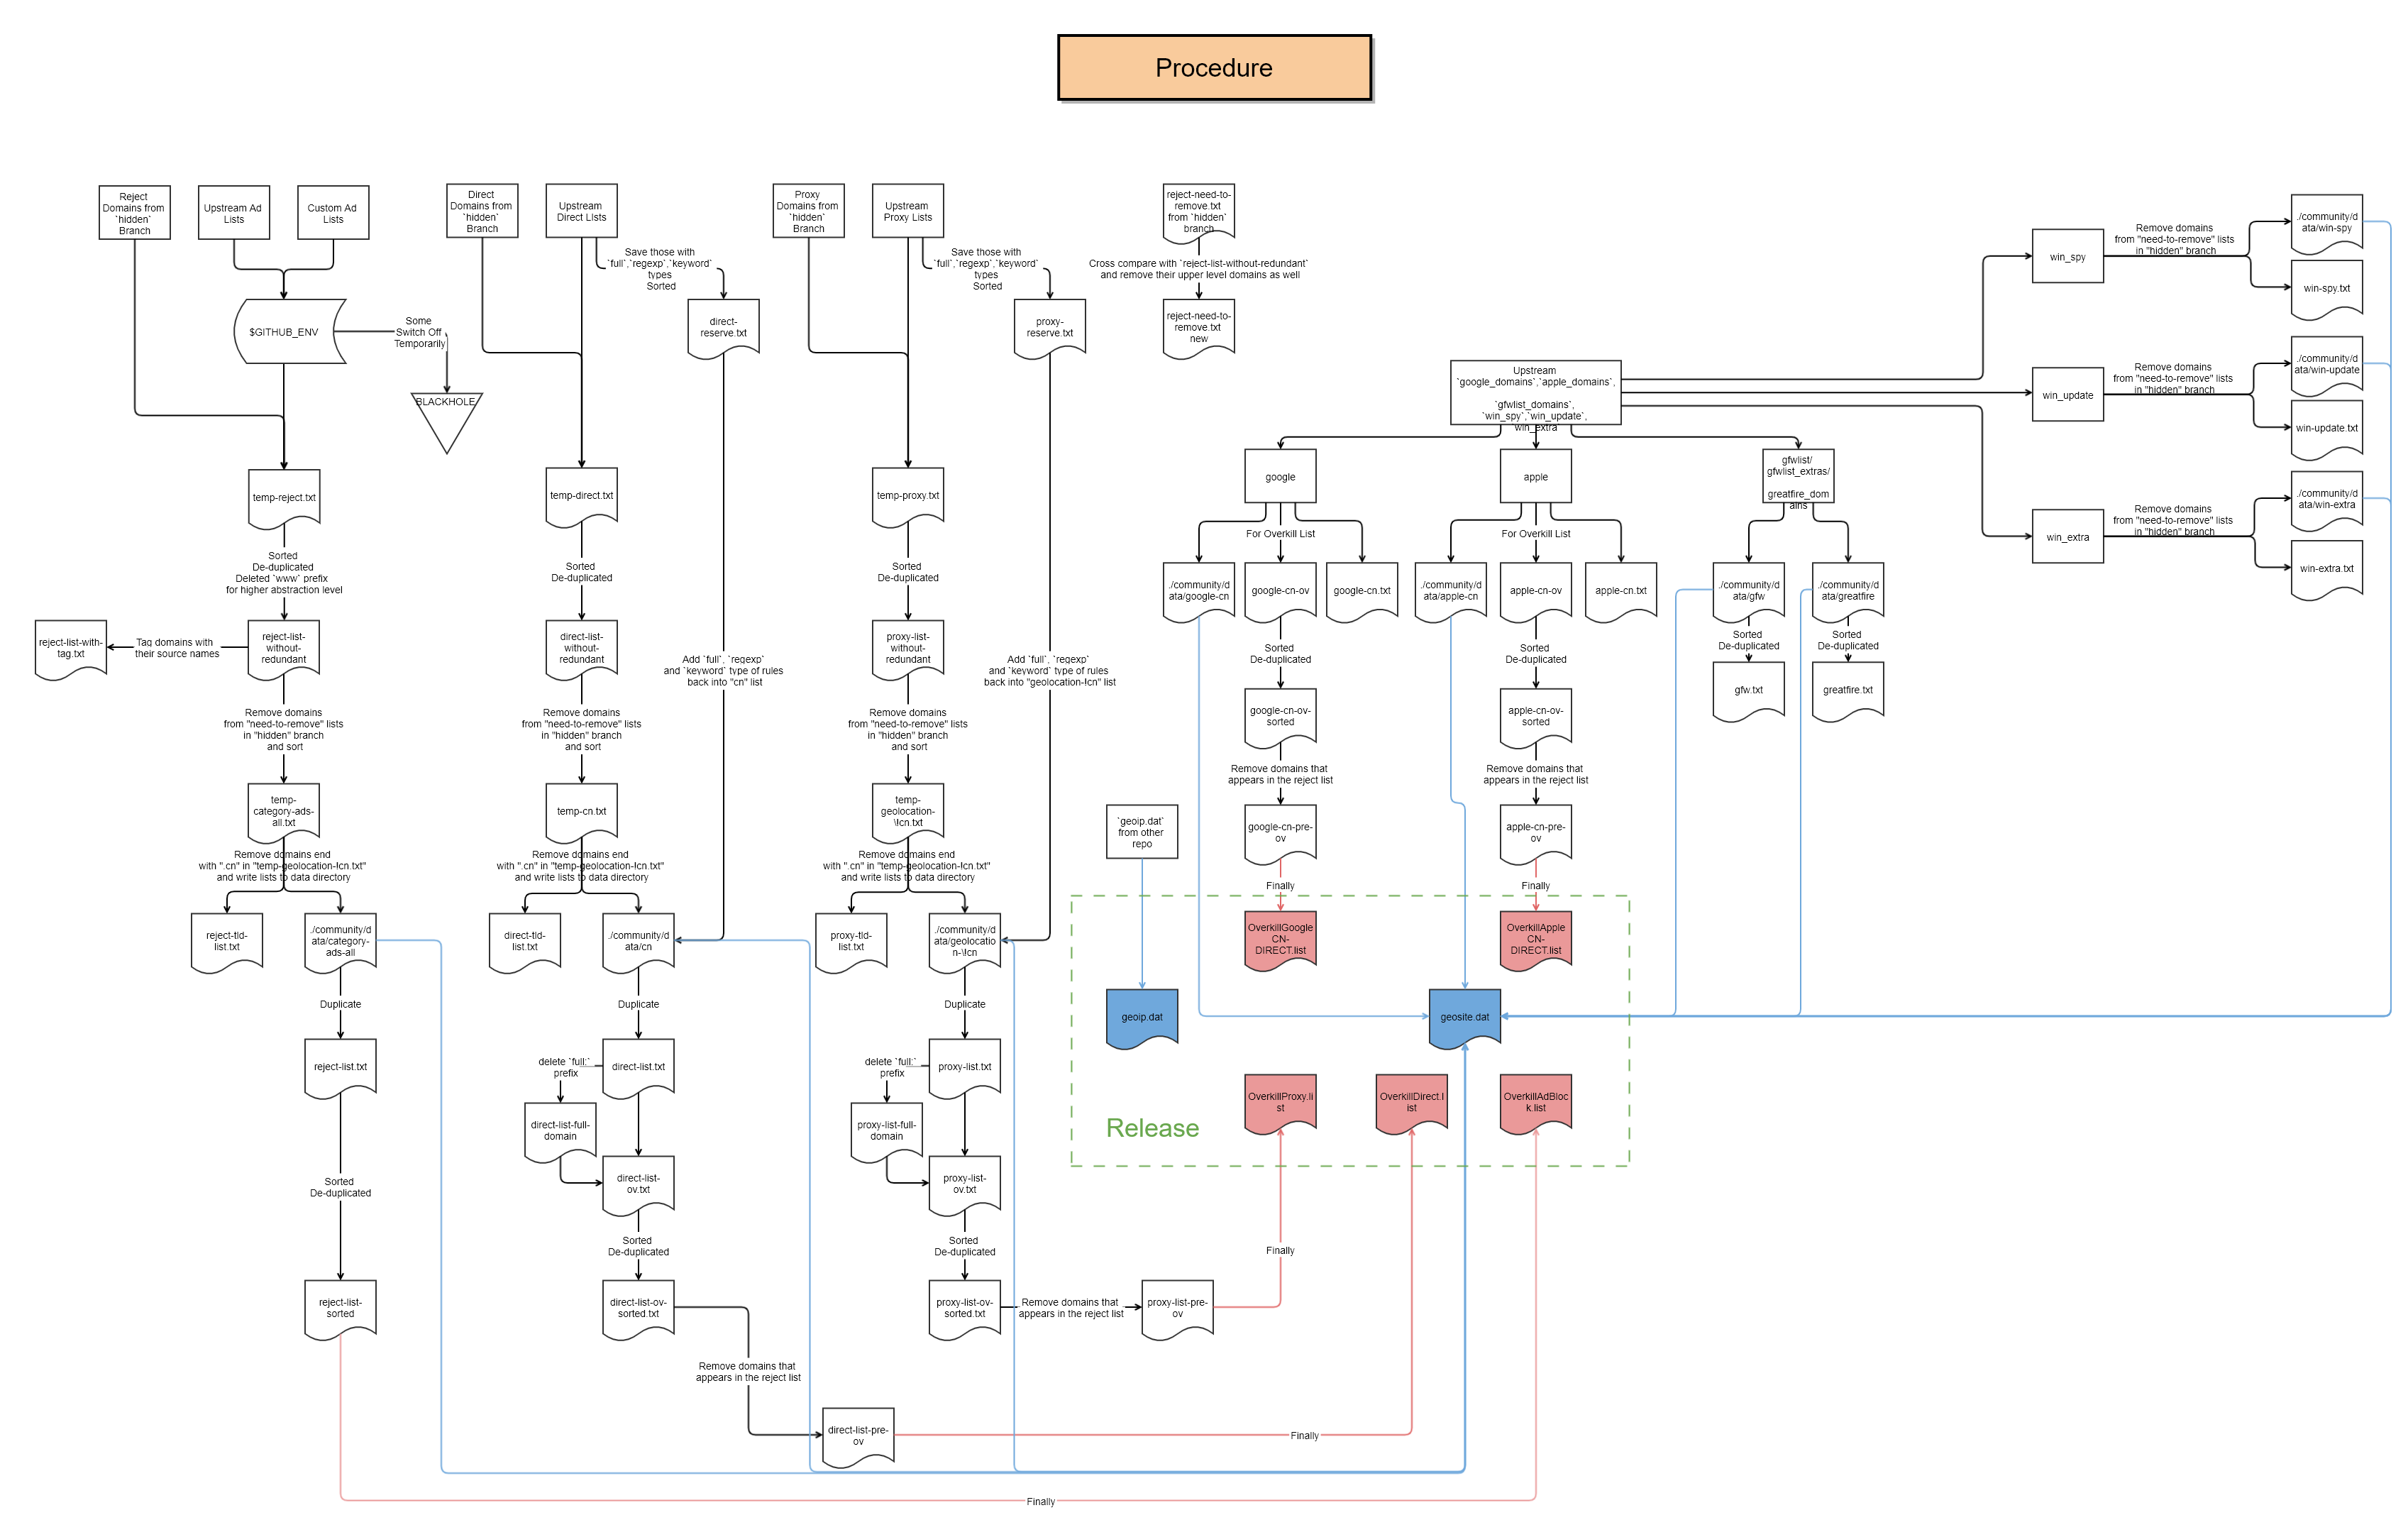 Procedure
Reject
Domains from
`hidden`
Branch
Upstream Ad
Lists
Custom Ad
Lists
Direct
Domains from
`hidden`
Branch
Upstream
Direct LIsts
Proxy
Domains from
`hidden`
Branch
Upstream
Proxy Lists
reject-need-to-
remove.txt
from `hidden`
branch
Save those with
`full`,`regexp`,`keyword`
types
Sorted
Save those with
`full`,`regexp`,`keyword`
types
Sorted
Cross compare with `reject-list-without-redundant`
and remove their upper level domains as well
$GITHUB_ENV
Some
Switch Off
Temporarily
BLACKHOLE
direct-
reserve.txt
proxy-
reserve.txt
reject-need-to-
remove.txt
new
Upstream
`google_domains`,`apple_domains`,
`gfwlist_domains`,
`win_spy`,`win_update`,
win_extra`
win_spy
Remove domains
from "need-to-remove" lists
in "hidden" branch
./community/d
ata/win-spy
win-spy.txt
win_update
Remove domains
from "need-to-remove" lists
in "hidden" branch
./community/d
ata/win-update
win-update.txt
win_extra
Remove domains
from "need-to-remove" lists
in "hidden" branch
./community/d
ata/win-extra
win-extra.txt
google
apple
gfwlist/
gfwlist_extras/
greatfire_dom
ains
temp-reject.txt
temp-direct.txt
temp-proxy.txt
For Overkill List
For Overkill List
Sorted
De-duplicated
Deleted `www` prefix
for higher abstraction level
Sorted
De-duplicated
Sorted
De-duplicated
./community/d
ata/google-cn
google-cn-ov
google-cn.txt
./community/d
ata/apple-cn
apple-cn-ov
apple-cn.txt
./community/d
ata/gfw
./community/d
ata/greatfire
reject-list-with-
tag.txt
Tag domains with
their source names
reject-list-
without-
redundant
direct-list-
without-
redundant
proxy-list-
without-
redundant
Add `full`, `regexp`
and `keyword` type of rules
back into "cn" list
Add `full`, `regexp`
and `keyword` type of rules
back into "geolocation-!cn" list
Sorted
De-duplicated
Sorted
De-duplicated
Sorted
De-duplicated
Sorted
De-duplicated
google-cn-ov-
sorted
apple-cn-ov-
sorted
gfw.txt
greatfire.txt
Remove domains
from "need-to-remove" lists
in "hidden" branch
and sort
Remove domains
from "need-to-remove" lists
in "hidden" branch
and sort
Remove domains
from "need-to-remove" lists
in "hidden" branch
and sort
Remove domains that
appears in the reject list
Remove domains that
appears in the reject list
temp-
category-ads-
all.txt
temp-cn.txt
temp-
geolocation-
\!cn.txt
`geoip.dat`
from other
repo
google-cn-pre-
ov
apple-cn-pre-
ov
Remove domains end
with ".cn" in "temp-geolocation-!cn.txt"
and write lists to data directory
Remove domains end
with ".cn" in "temp-geolocation-!cn.txt"
and write lists to data directory
Remove domains end
with ".cn" in "temp-geolocation-!cn.txt"
and write lists to data directory
Finally
Finally
reject-tld-
list.txt
./community/d
ata/category-
ads-all
direct-tld-
list.txt
./community/d
ata/cn
proxy-tld-
list.txt
./community/d
ata/geolocatio
n-\!cn
OverkillGoogle
CN-
DIRECT.list
OverkillApple
CN-
DIRECT.list
Duplicate
Duplicate
Duplicate
geoip.dat
geosite.dat
reject-list.txt
delete `full:`
prefix
direct-list.txt
delete `full:`
prefix
proxy-list.txt
OverkillProxy.li
st
OverkillDirect.l
ist
OverkillAdBloc
k.list
Release
direct-list-full-
domain
proxy-list-full-
domain
Sorted
De-duplicated
direct-list-
ov.txt
proxy-list-
ov.txt
Sorted
De-duplicated
Sorted
De-duplicated
Finally
reject-list-
sorted
direct-list-ov-
sorted.txt
proxy-list-ov-
sorted.txt
Remove domains that
appears in the reject list
proxy-list-pre-
ov
Remove domains that
appears in the reject list
direct-list-pre-
ov
Finally
Finally